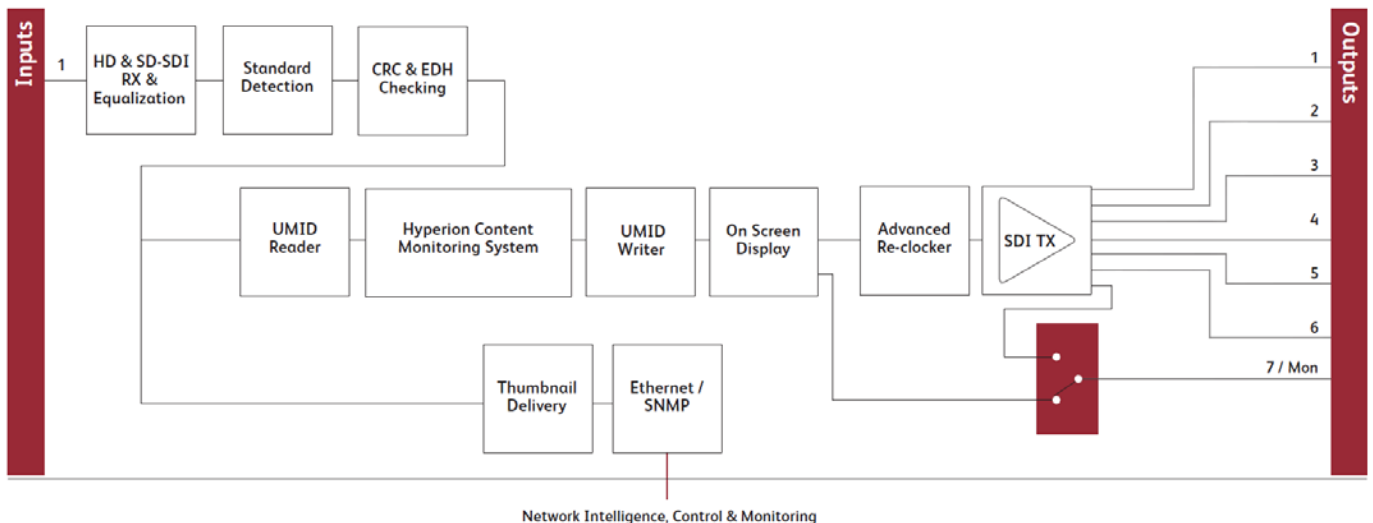 Inputs
1
HD & SD-SDI
RX &
Equalization
Standard
Detection
CRC & EDH
Checking
UMID
Reader
Hyperion Content
Monitoring System
UMID
Writer
On Screen
Display
Advanced
Re-clocker
SDI TX
Thumbnail
Delivery
Ethernet /
SNMP
Network Intelligence, Control & Monitoring
1
2
3
4
5
6
7 / Mon
Outputs